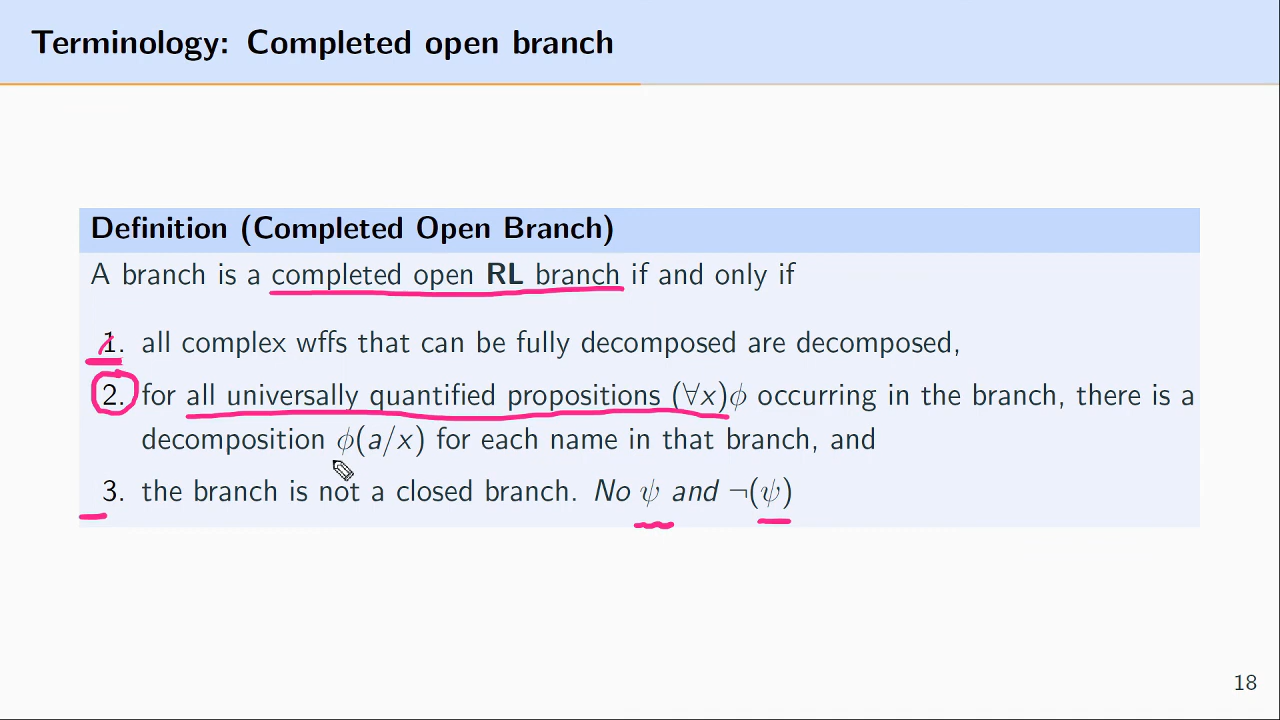 Terminology: Completed open branch
Definition (Completed Open Branch)
A branch is a completed open RL branch if and only if
1. all complex wffs that can be fully decomposed are decomposed,
2. for all universally quantified propositions (∀x)ϕ occurring in the branch, there is a
decomposition ϕ(a/x) for each name in that branch, and
3. the branch is not a closed branch. No ψ and ¬(ψ)
18